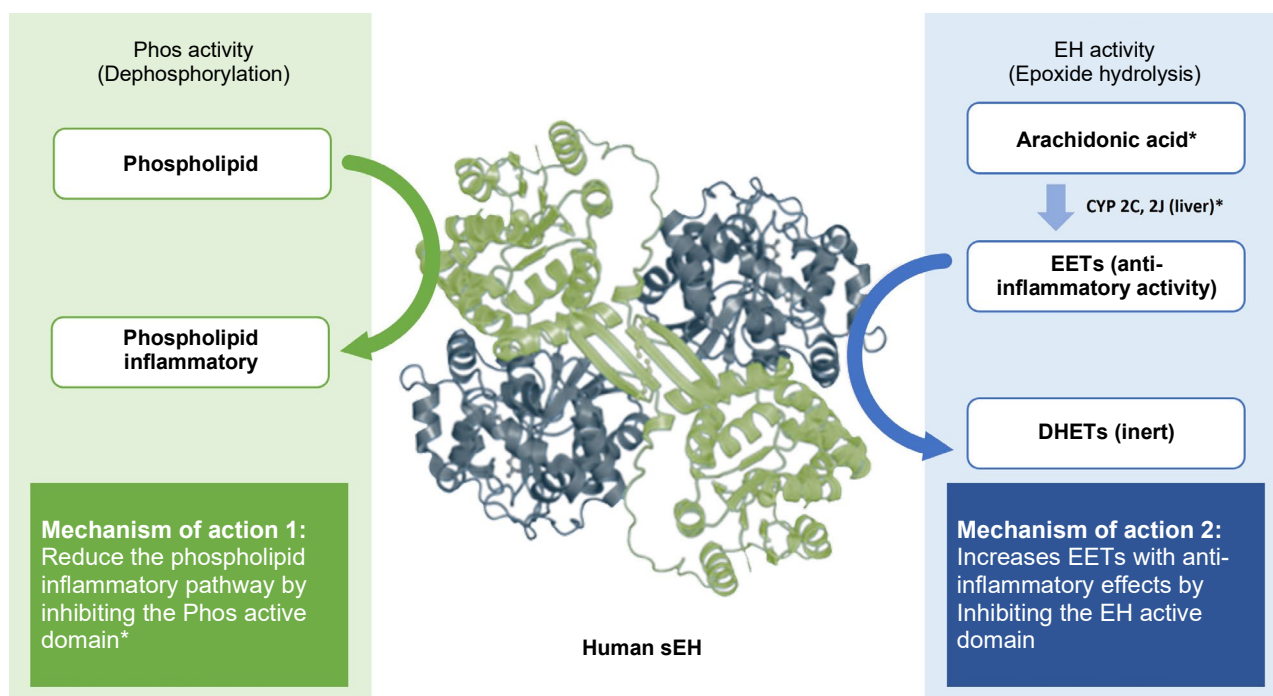 Phos activity
(Dephosphorylation)
Phospholipid
Phospholipid
inflammatory
Mechanism of action 1:
Reduce the phospholipid
inflammatory pathway by
inhibiting the Phos active
domain*
Human sEH
EH activity
(Epoxide hydrolysis)
Arachidonic acid*
CYP 2C, 2J (liver)*
EETs (anti-
inflammatory activity)
DHETs (inert)
Mechanism of action 2:
Increases EETs with anti-
inflammatory effects by
Inhibiting the EH active
domain